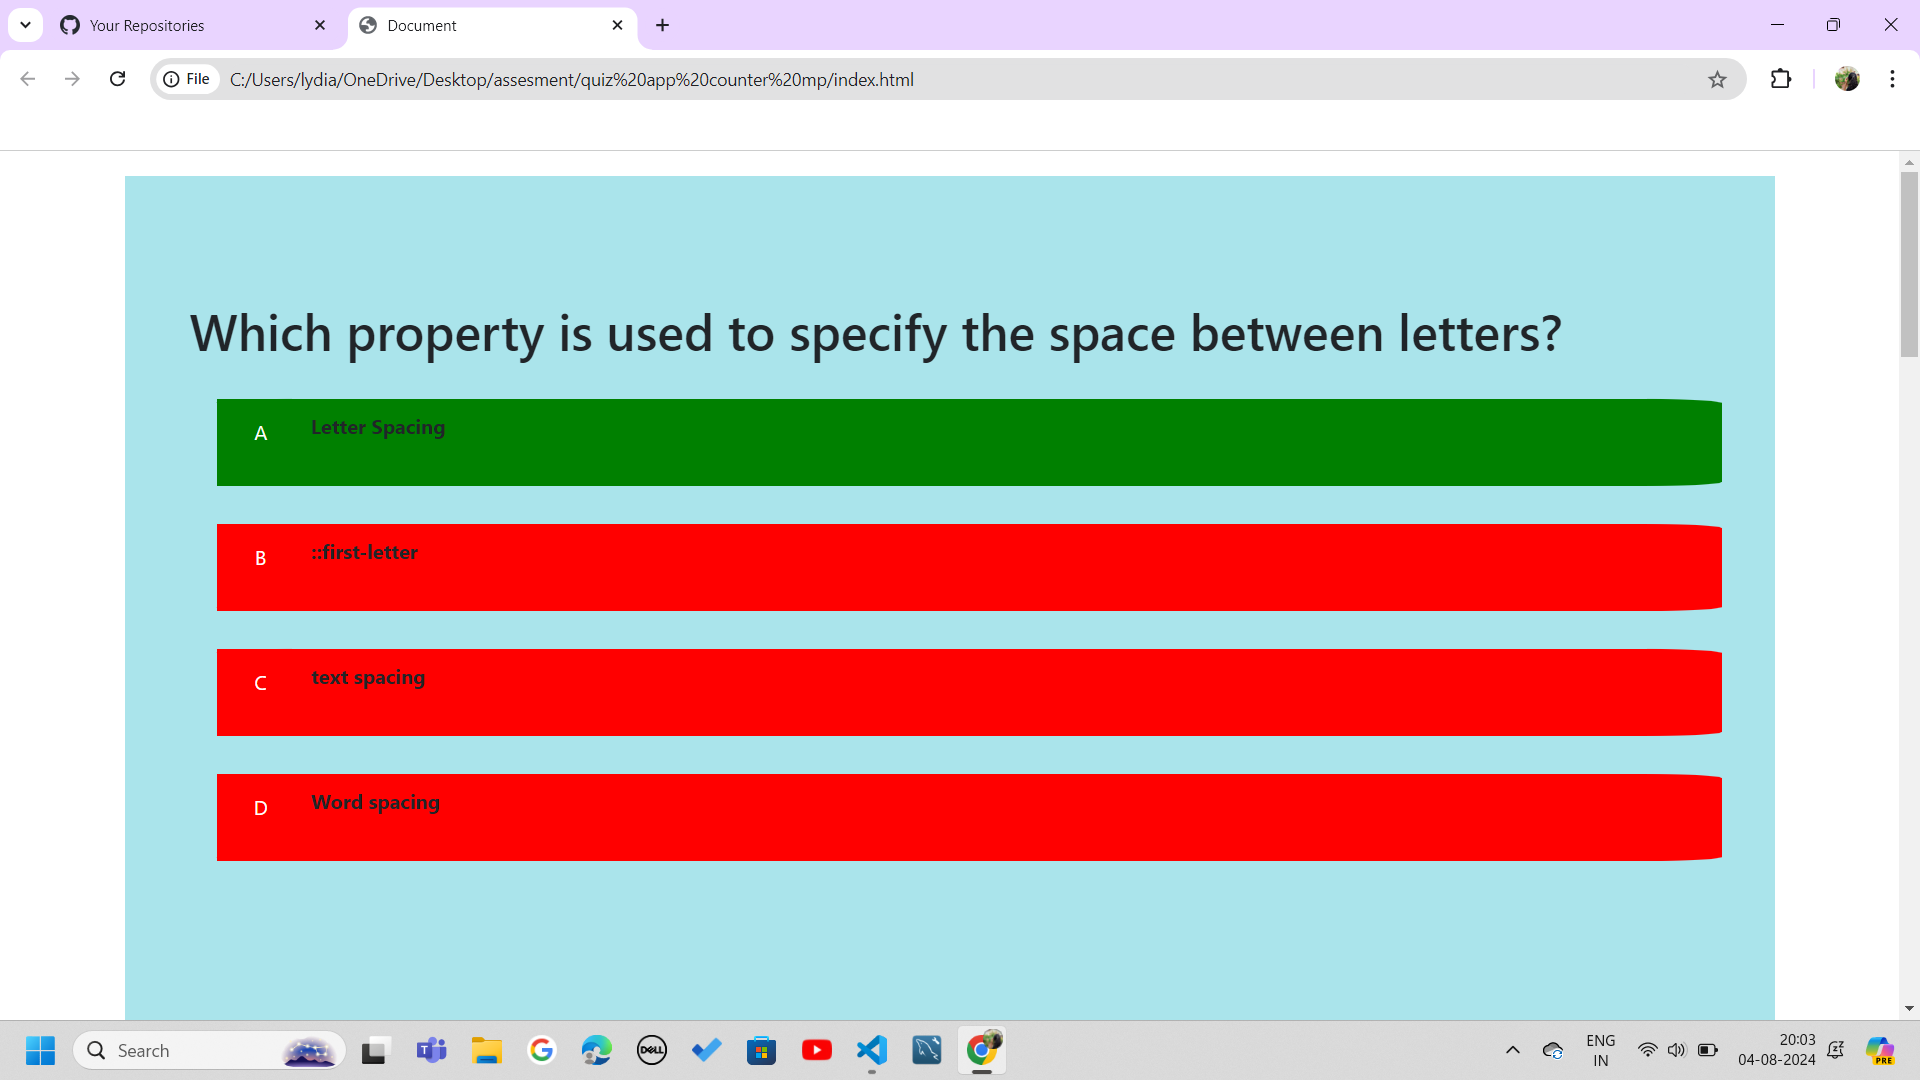 Your Repositories
Document
File
C:/Users/lydia/OneDrive/Desktop/assesment/quiz%20app%20counter%20mp/index.html
Which property is used to specify the space between letters?
A Letter Spacing
B ::first-letter
C text spacing
D Word spacing
Search
DELL
ENG
IN
20:03
04-08-2024
PRE